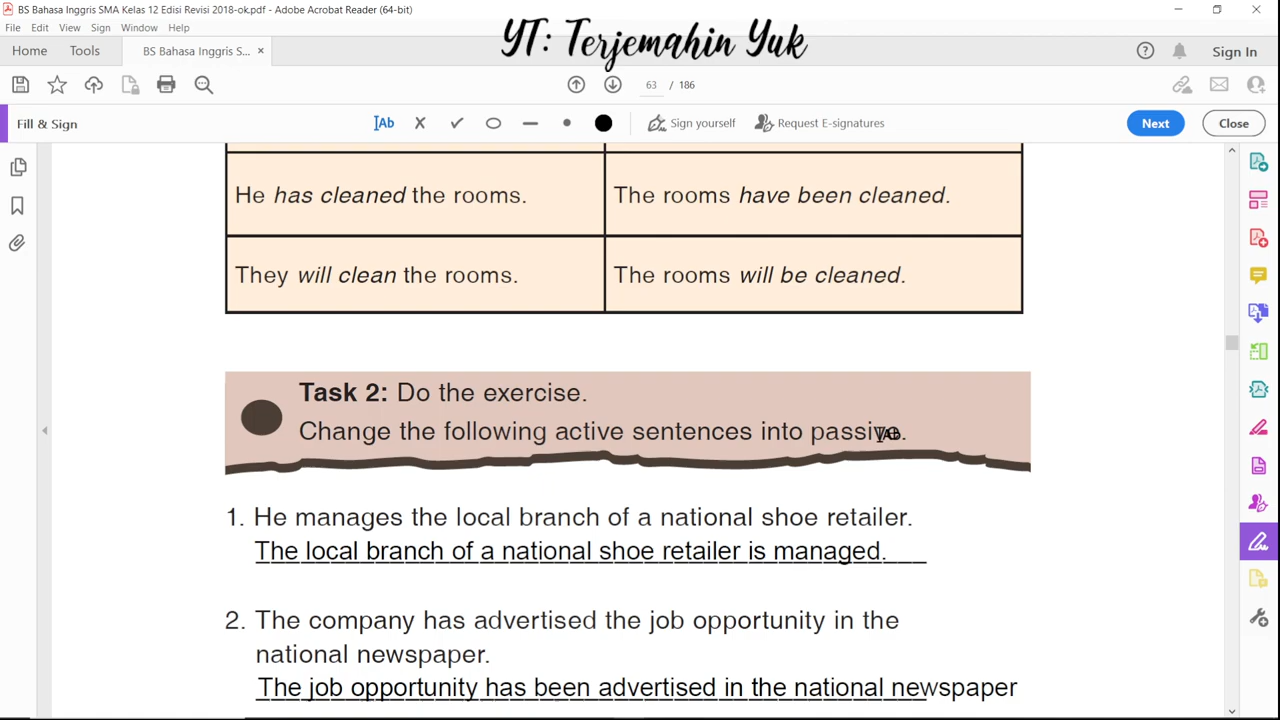 BS Bahasa Inggris SMA Kelas 12 Edisi Revisi 2018-ok.pdf - Adobe Acrobat Reader (64-bit)
YT: Terjemahin Yuk
File Edit View Sign Window Help
Home Tools BS Bahasa Inggris S... × Sign In
63 / 186
Fill & Sign Ab Sign yourself Request E-signatures Next Close
He has cleaned the rooms. The rooms have been cleaned.
They will clean the rooms. The rooms will be cleaned.
Task 2: Do the exercise.
Change the following active sentences into passive.
1. He manages the local branch of a national shoe retailer.
The local branch of a national shoe retailer is managed.
2. The company has advertised the job opportunity in the
national newspaper.
The job opportunity has been advertised in the national newspaper